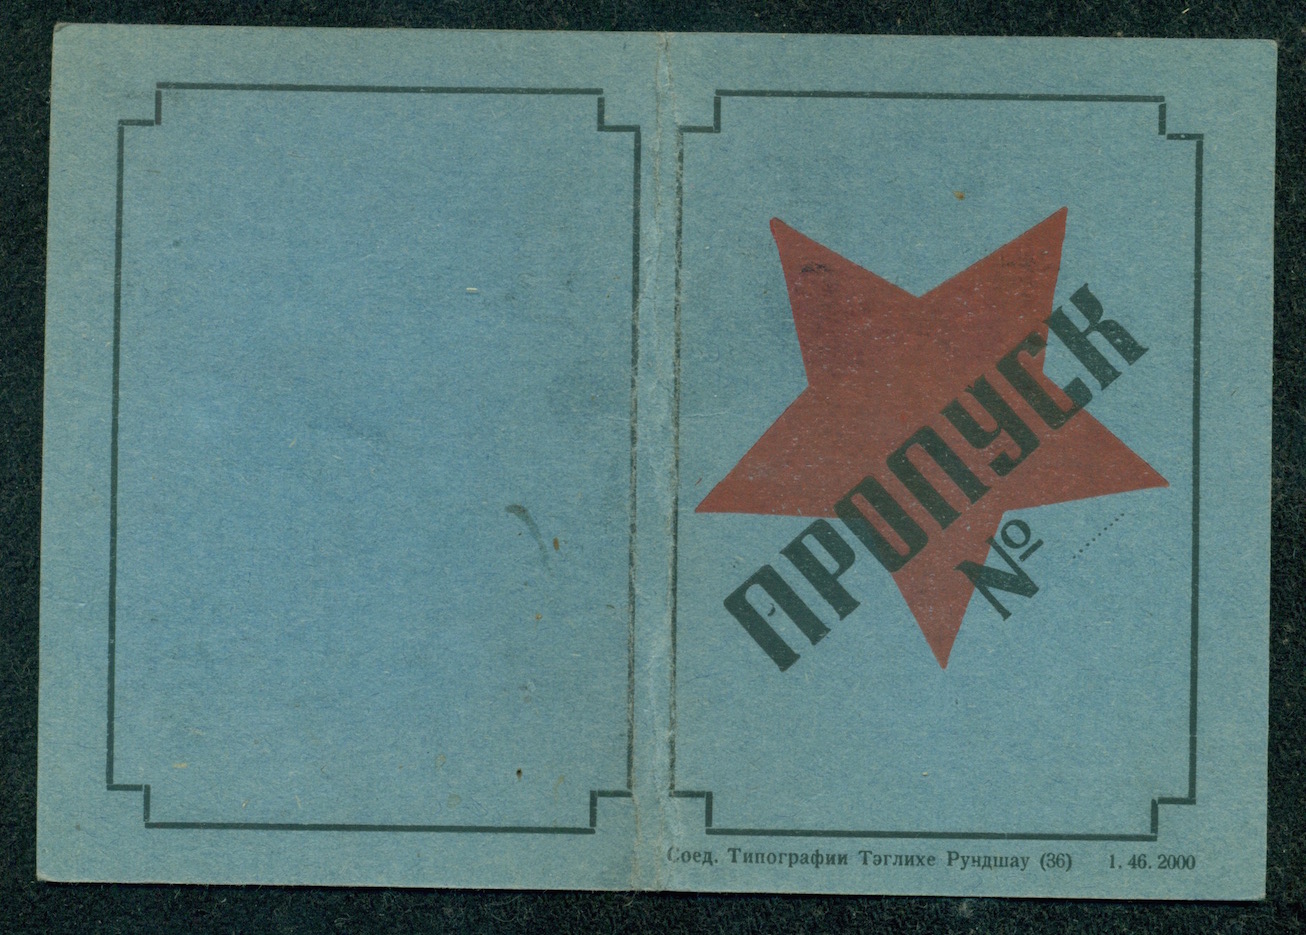 ПРОПУСК
№ ........
Соед. Типографии Тэглихе Рундшау (36) 1. 46. 2000